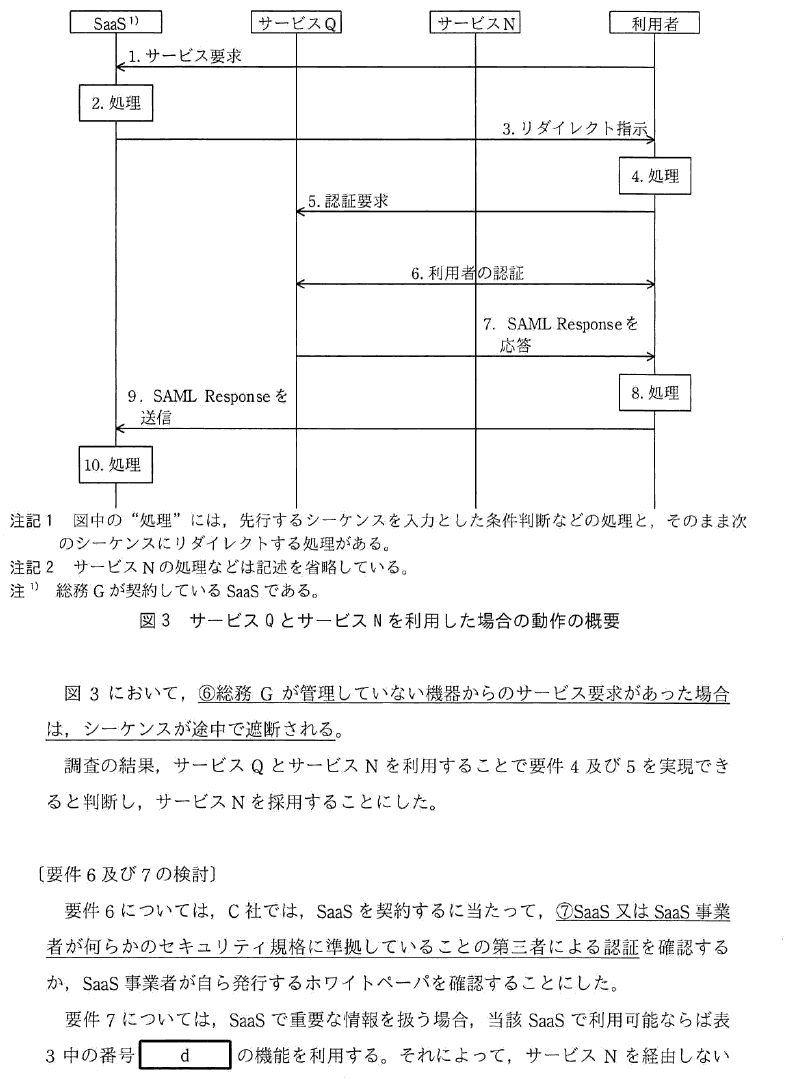 SaaS¹⁾ サービスQ サービスN 利用者
1. サービス要求
2. 処理
3. リダイレクト指示
4. 処理
5. 認証要求
6. 利用者の認証
7. SAML Responseを
応答
8. 処理
9. SAML Responseを
送信
10. 処理
注記1 図中の“処理”には，先行するシーケンスを入力とした条件判断などの処理と，そのまま次
のシーケンスにリダイレクトする処理がある。
注記2 サービスNの処理などは記述を省略している。
注¹⁾ 総務Gが契約しているSaaSである。
図3 サービスQとサービスNを利用した場合の動作の概要
図3において，⑥総務Gが管理していない機器からのサービス要求があった場合
は，シーケンスが途中で遮断される。
調査の結果，サービスQとサービスNを利用することで要件4及び5を実現でき
ると判断し，サービスNを採用することにした。
〔要件6及び7の検討〕
要件6については，C社では，SaaSを契約するに当たって，⑦SaaS又はSaaS事業
者が何らかのセキュリティ規格に準拠していることの第三者による認証を確認する
か，SaaS事業者が自ら発行するホワイトペーパを確認することにした。
要件7については，SaaSで重要な情報を扱う場合，当該SaaSで利用可能ならば表
3中の番号 d の機能を利用する。それによって，サービスNを経由しない